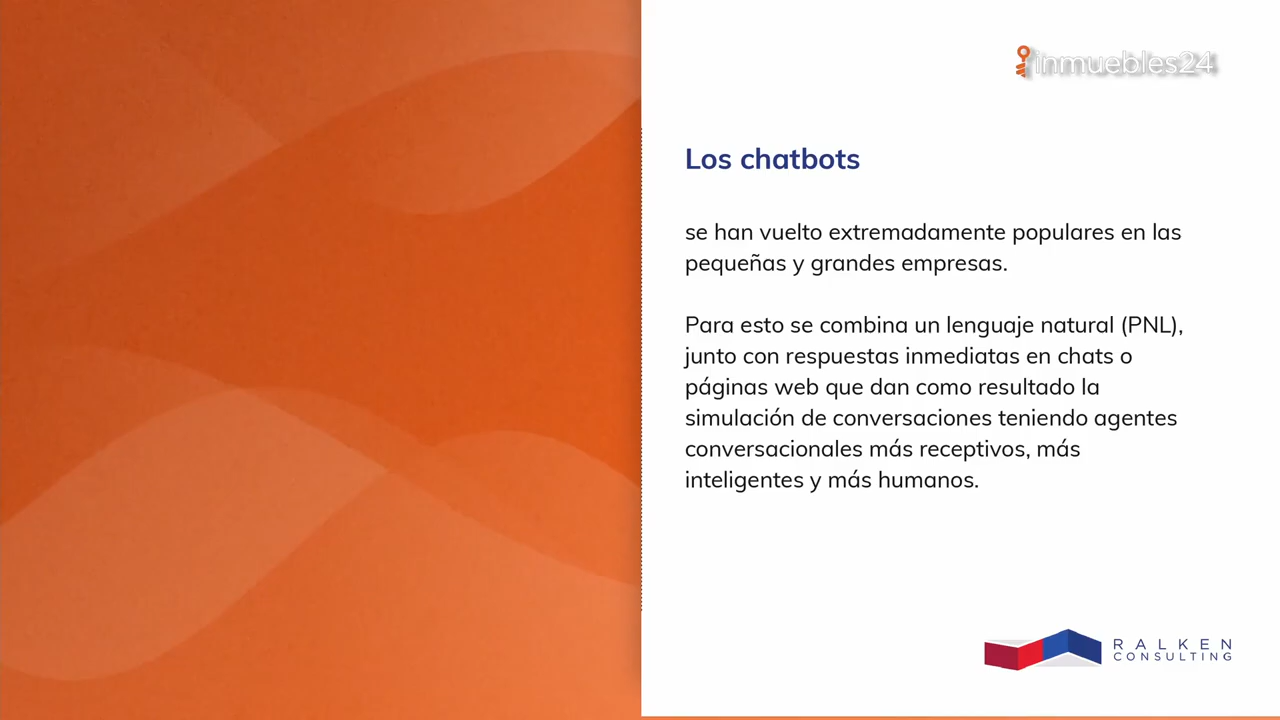 inmuebles24
Los chatbots
se han vuelto extremadamente populares en las
pequeñas y grandes empresas.
Para esto se combina un lenguaje natural (PNL),
junto con respuestas inmediatas en chats o
páginas web que dan como resultado la
simulación de conversaciones teniendo agentes
conversacionales más receptivos, más
inteligentes y más humanos.
RALKEN
CONSULTING